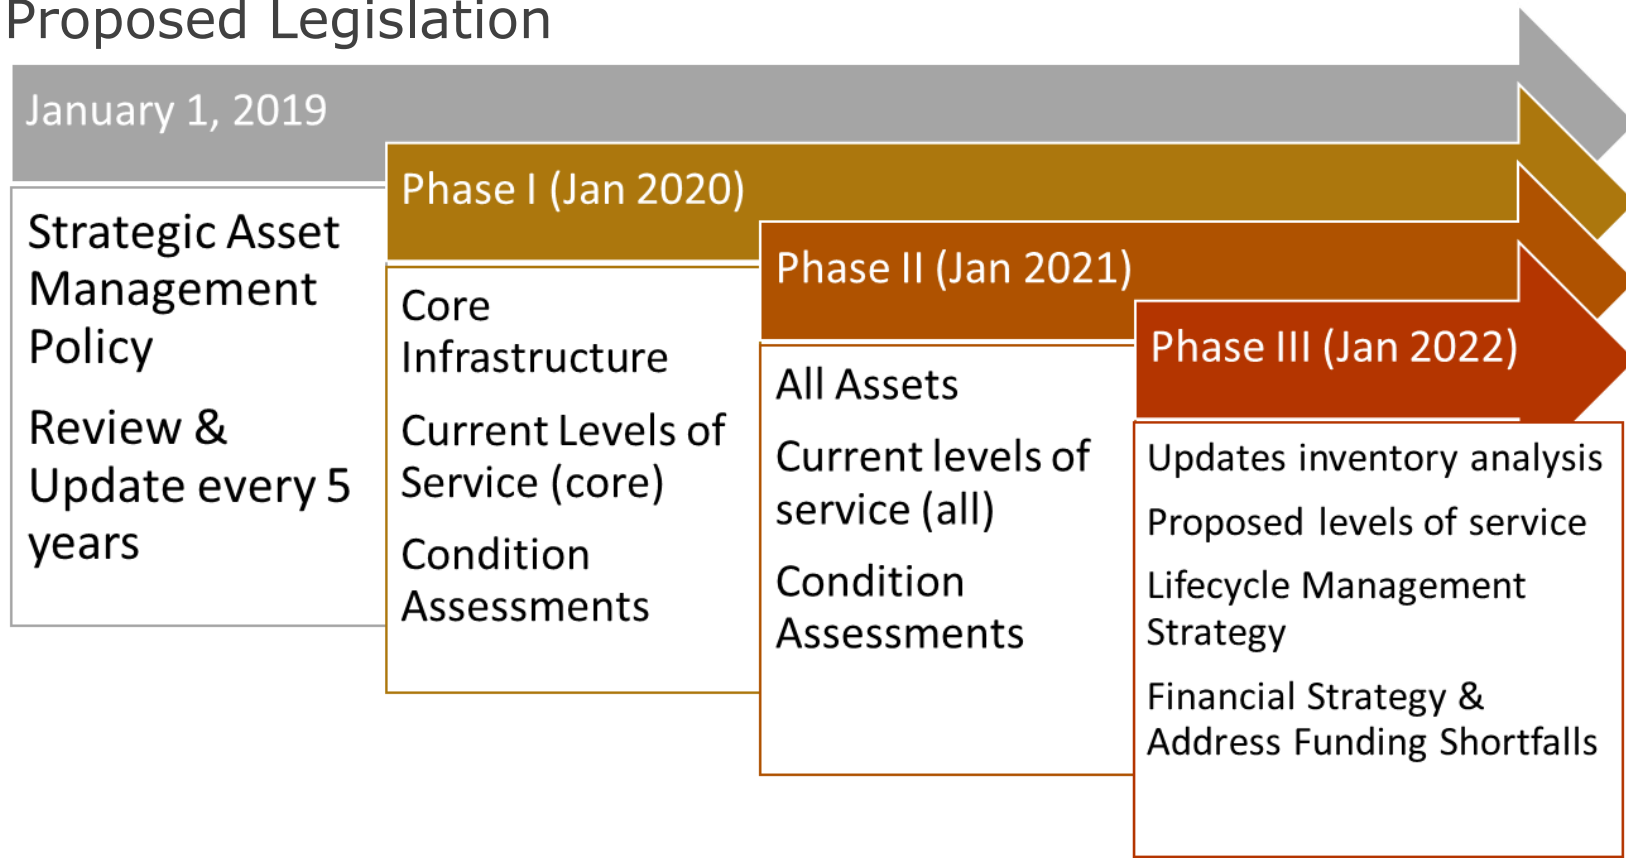 Proposed Legislation
January 1, 2019
Strategic Asset
Management
Policy
Review &
Update every 5
years
Phase I (Jan 2020)
Core
Infrastructure
Current Levels of
Service (core)
Condition
Assessments
Phase II (Jan 2021)
All Assets
Current levels of
service (all)
Condition
Assessments
Phase III (Jan 2022)
Updates inventory analysis
Proposed levels of service
Lifecycle Management
Strategy
Financial Strategy &
Address Funding Shortfalls